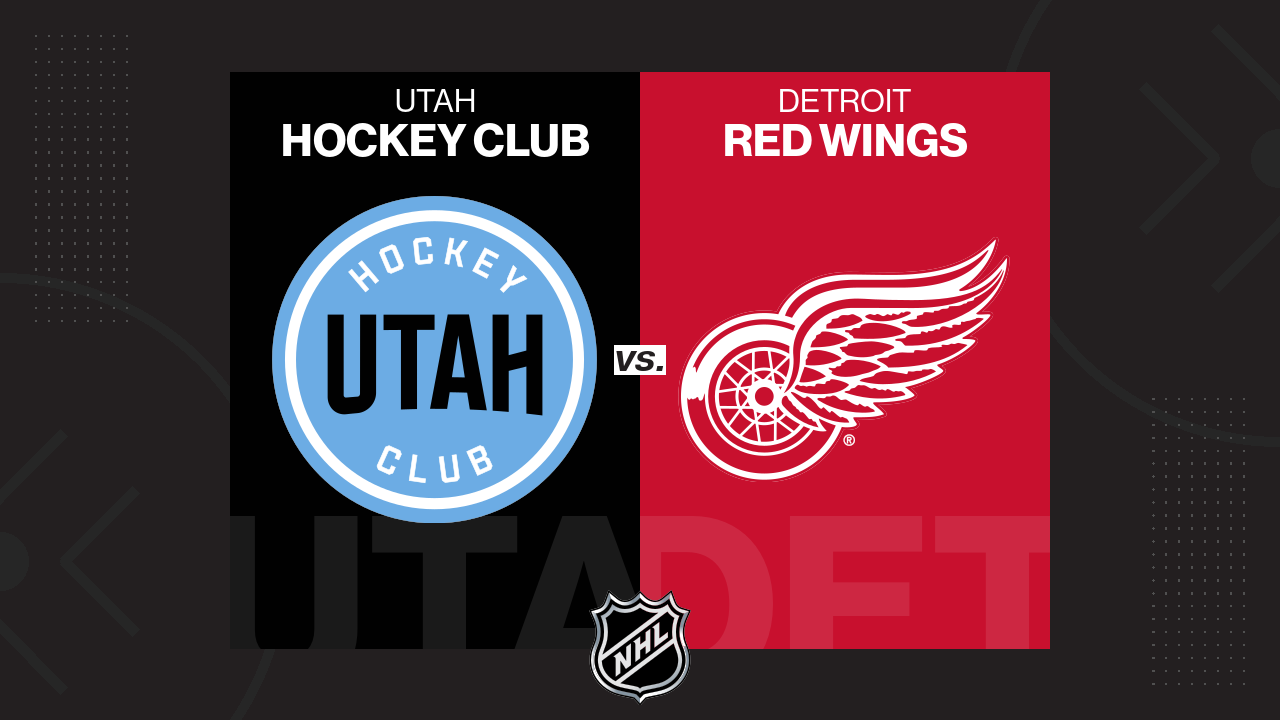 UTAH
HOCKEY CLUB
DETROIT
RED WINGS
HOCKEY
UTAH
CLUB
vs.
®
UTA
DET
NHL